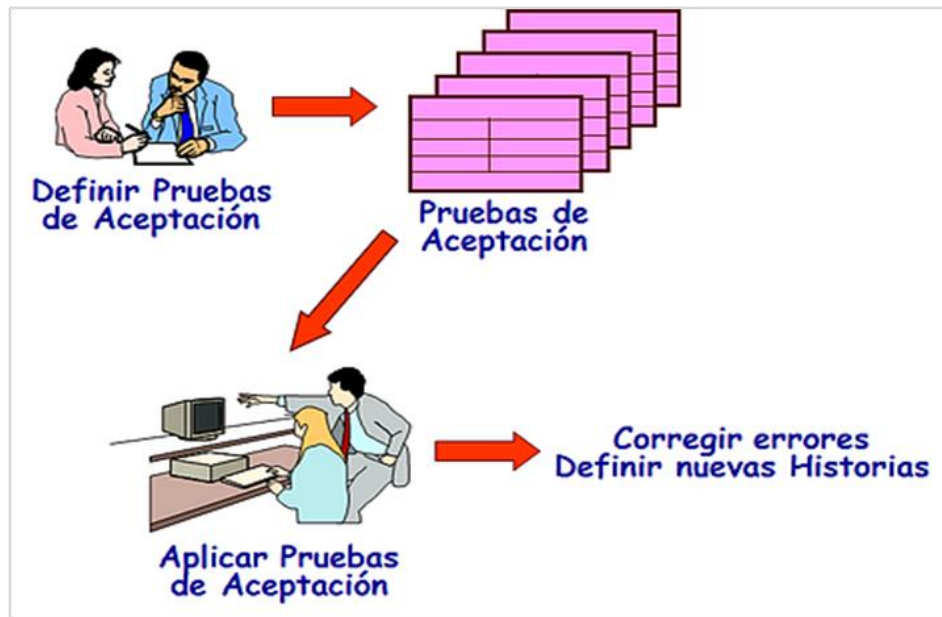 Definir Pruebas
de Aceptación
Pruebas de
Aceptación
Aplicar Pruebas
de Aceptación
Corregir errores
Definir nuevas Historias